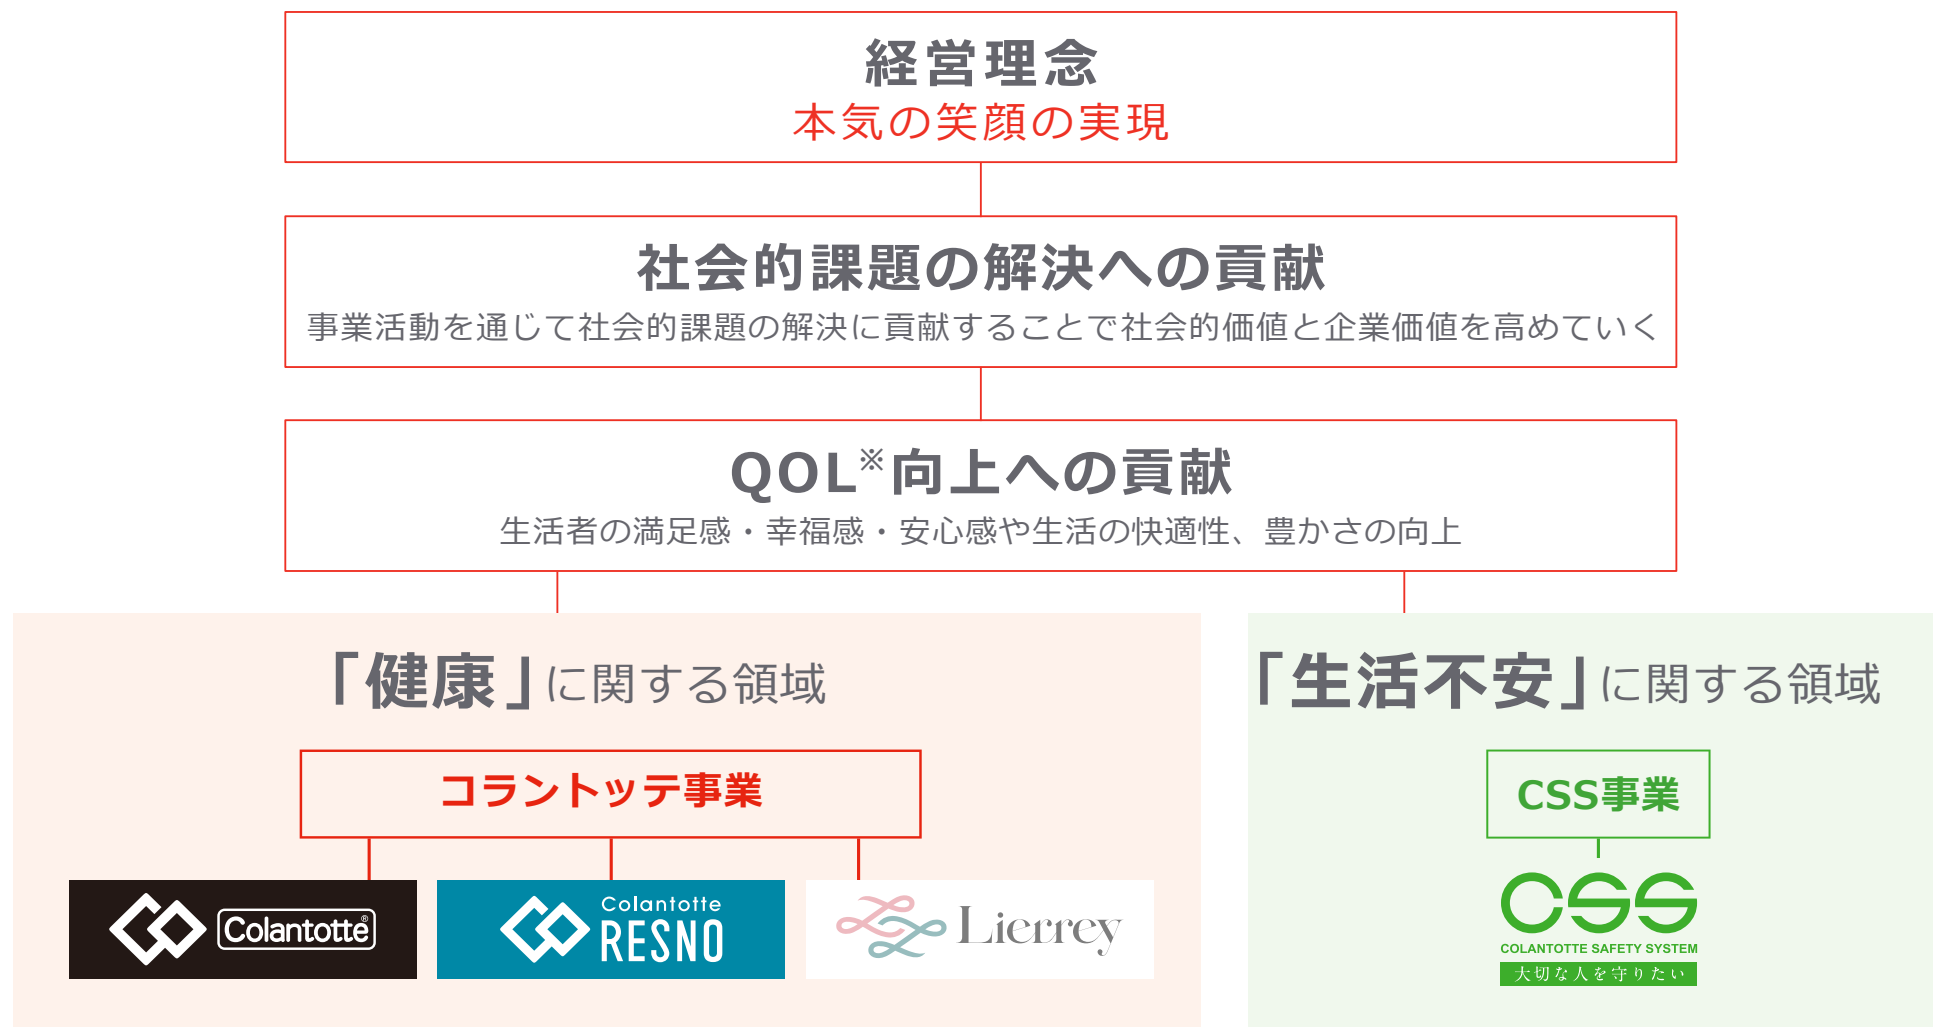 経営理念
本気の笑顔の実現
社会的課題の解決への貢献
事業活動を通じて社会的課題の解決に貢献することで社会的価値と企業価値を高めていく
QOL※向上への貢献
生活者の満足感・幸福感・安心感や生活の快適性、豊かさの向上
「健康」に関する領域
コラントッテ事業
Colantotte®
Colantotte
RESNO
Lierrey
「生活不安」に関する領域
CSS事業
CSS
COLANTOTTE SAFETY SYSTEM
大切な人を守りたい